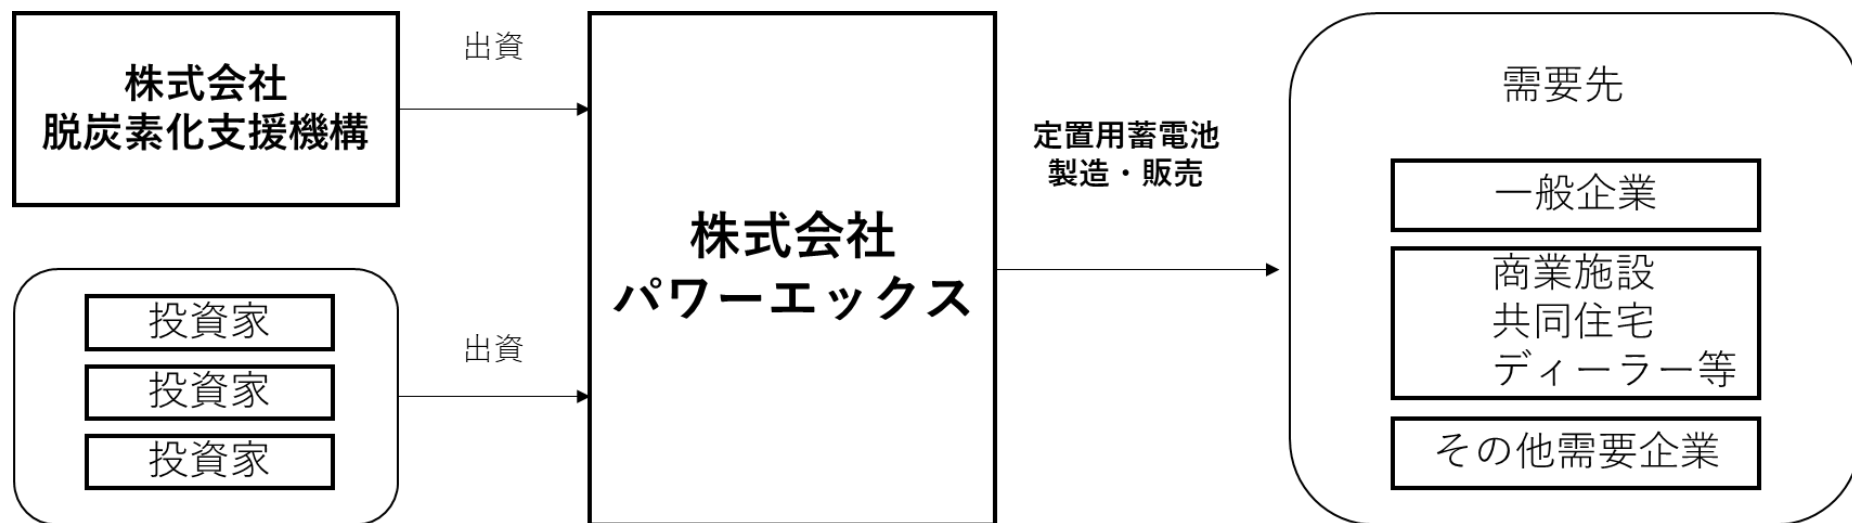 株式会社
脱炭素化支援機構
出資
投資家
投資家
投資家
出資
株式会社
パワーエックス
定置用蓄電池
製造・販売
需要先
一般企業
商業施設
共同住宅
ディーラー等
その他需要企業